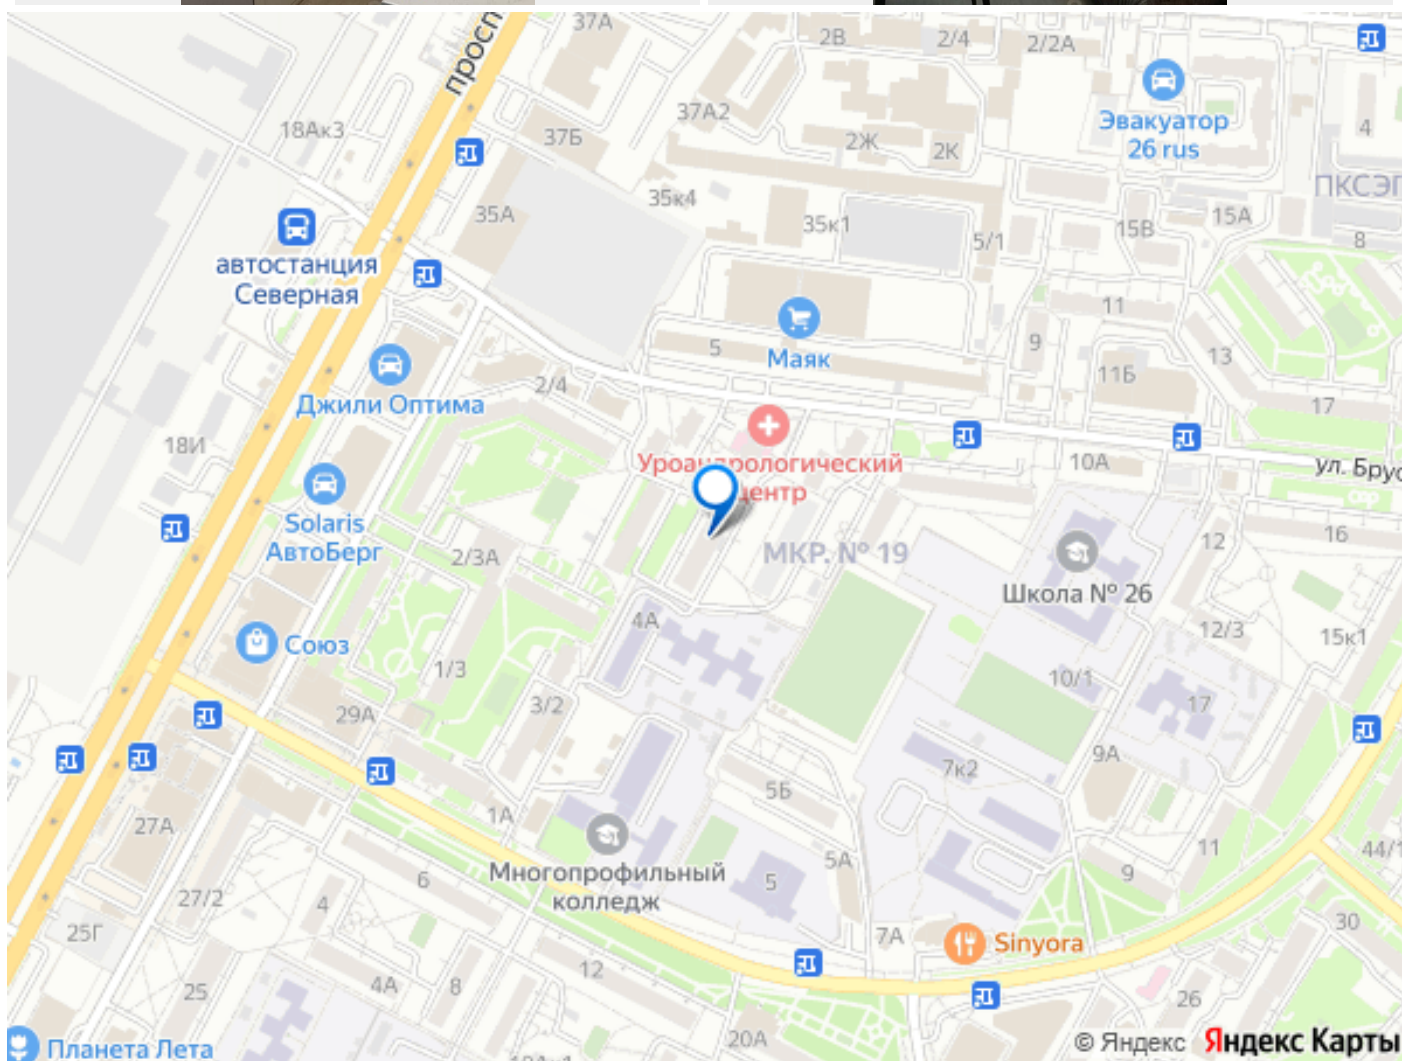 37А
2В
2/4
2/2А
просп
37А2
Эвакуатор
26 rus
18Ак3
37Б
2Ж
2К
4
ПКСЭГ
35к4
35А
35к1
15В
15А
5/1
8
автостанция
Северная
11
5
Маяк
9
13
2/4
11Б
Джили Оптима
17
18И
Уроандрологический
центр
10А
ул. Брус
Solaris
АвтоБерг
2/3А
МКР. № 19
12
16
Школа № 26
4А
12/3
15к1
Союз
1/3
10/1
3/2
17
29А
9А
7к2
5Б
1А
27А
Многопрофильный
колледж
5А
11
44/1
6
5
9
27/2
4
25Г
7А
Sinyora
30
12
25
4А
8
26
20А
Планета Лета
© Яндекс Яндекс Карты